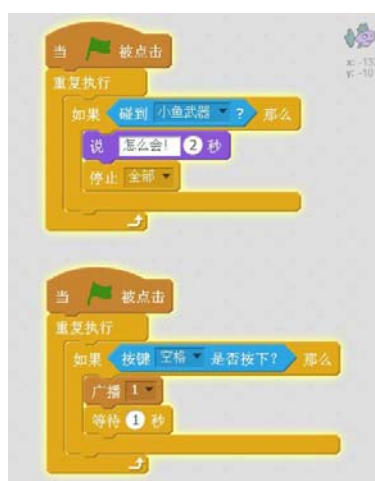 当 被点击
重复执行
如果 碰到 小鱼武器 ? 那么
说 怎么会! 2 秒
停止 全部
当 被点击
重复执行
如果 按键 空格 是否按下? 那么
广播 1
等待 1 秒
x: -13
y: -10